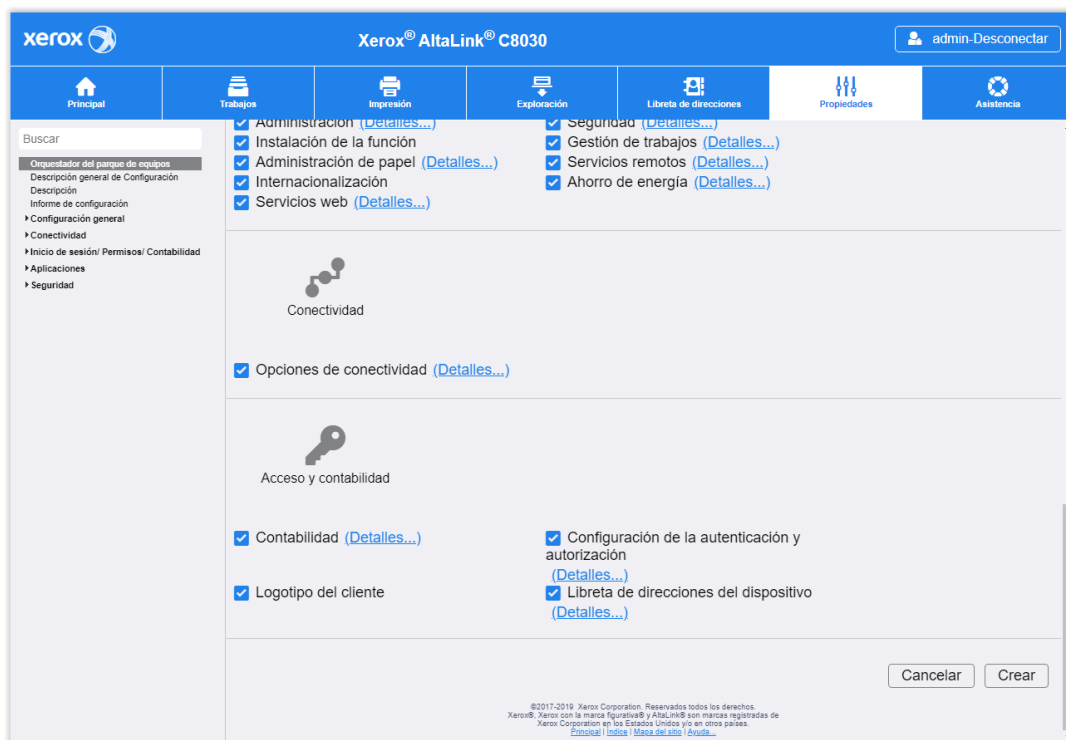 xerox
Xerox® AltaLink® C8030
admin-Desconectar
Principal
Trabajos
Impresión
Exploración
Libreta de direcciones
Propiedades
Asistencia
Buscar
Orquestador del parque de equipos
Descripción general de Configuración
Descripción
Informe de configuración
Configuración general
Conectividad
Inicio de sesión/ Permisos/ Contabilidad
Aplicaciones
Seguridad
Administración (Detalles...)
Seguridad (Detalles...)
Instalación de la función
Gestión de trabajos (Detalles...)
Administración de papel (Detalles...)
Servicios remotos (Detalles...)
Internacionalización
Ahorro de energía (Detalles...)
Servicios web (Detalles...)
Conectividad
Opciones de conectividad (Detalles...)
Acceso y contabilidad
Contabilidad (Detalles...)
Configuración de la autenticación y
autorización
(Detalles...)
Logotipo del cliente
Libreta de direcciones del dispositivo
(Detalles...)
Cancelar
Crear
©2017-2019 Xerox Corporation. Reservados todos los derechos.
Xerox®, Xerox con la marca figurativa® y AltaLink® son marcas registradas de
Xerox Corporation en los Estados Unidos y/o en otros países.
Principal | Índice | Mapa del sitio | Ayuda...